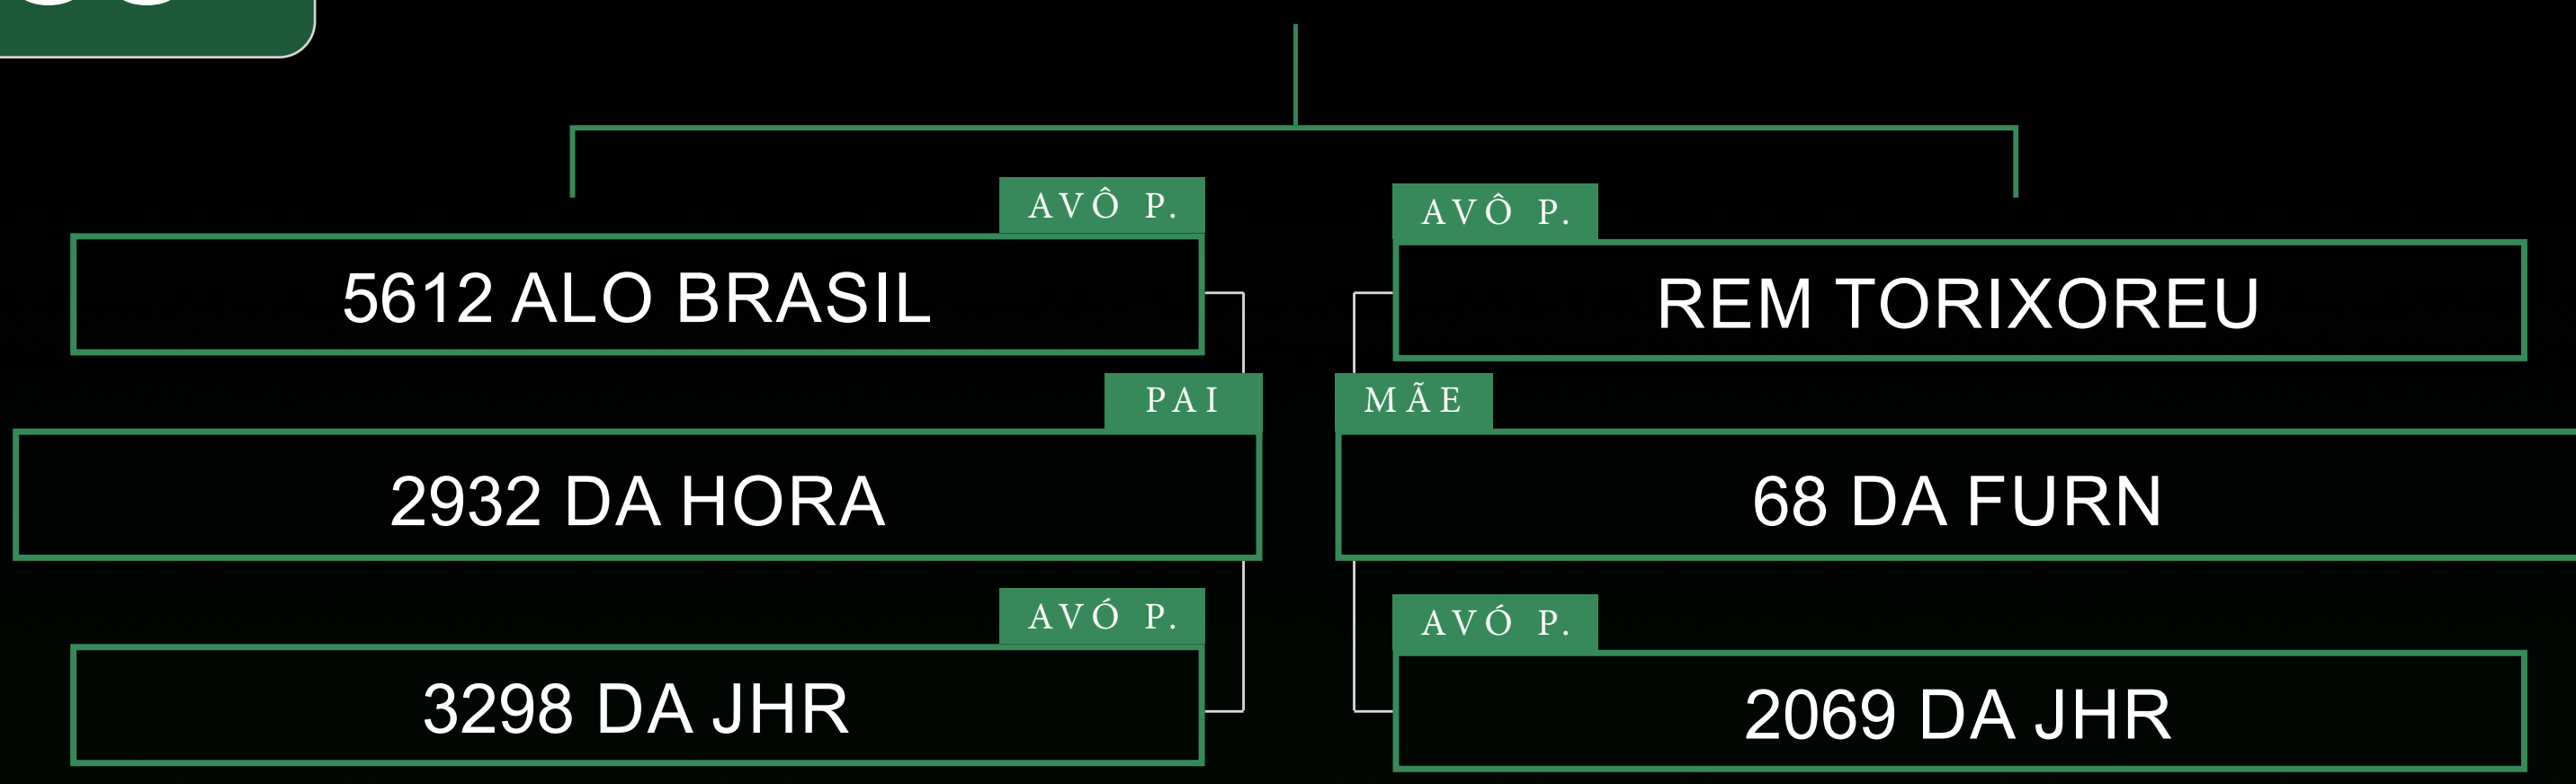 AVÔ P.
5612 ALO BRASIL
PAI
2932 DA HORA
AVÓ P.
3298 DA JHR
AVÔ P.
REM TORIXOREU
MÃE
68 DA FURN
AVÓ P.
2069 DA JHR